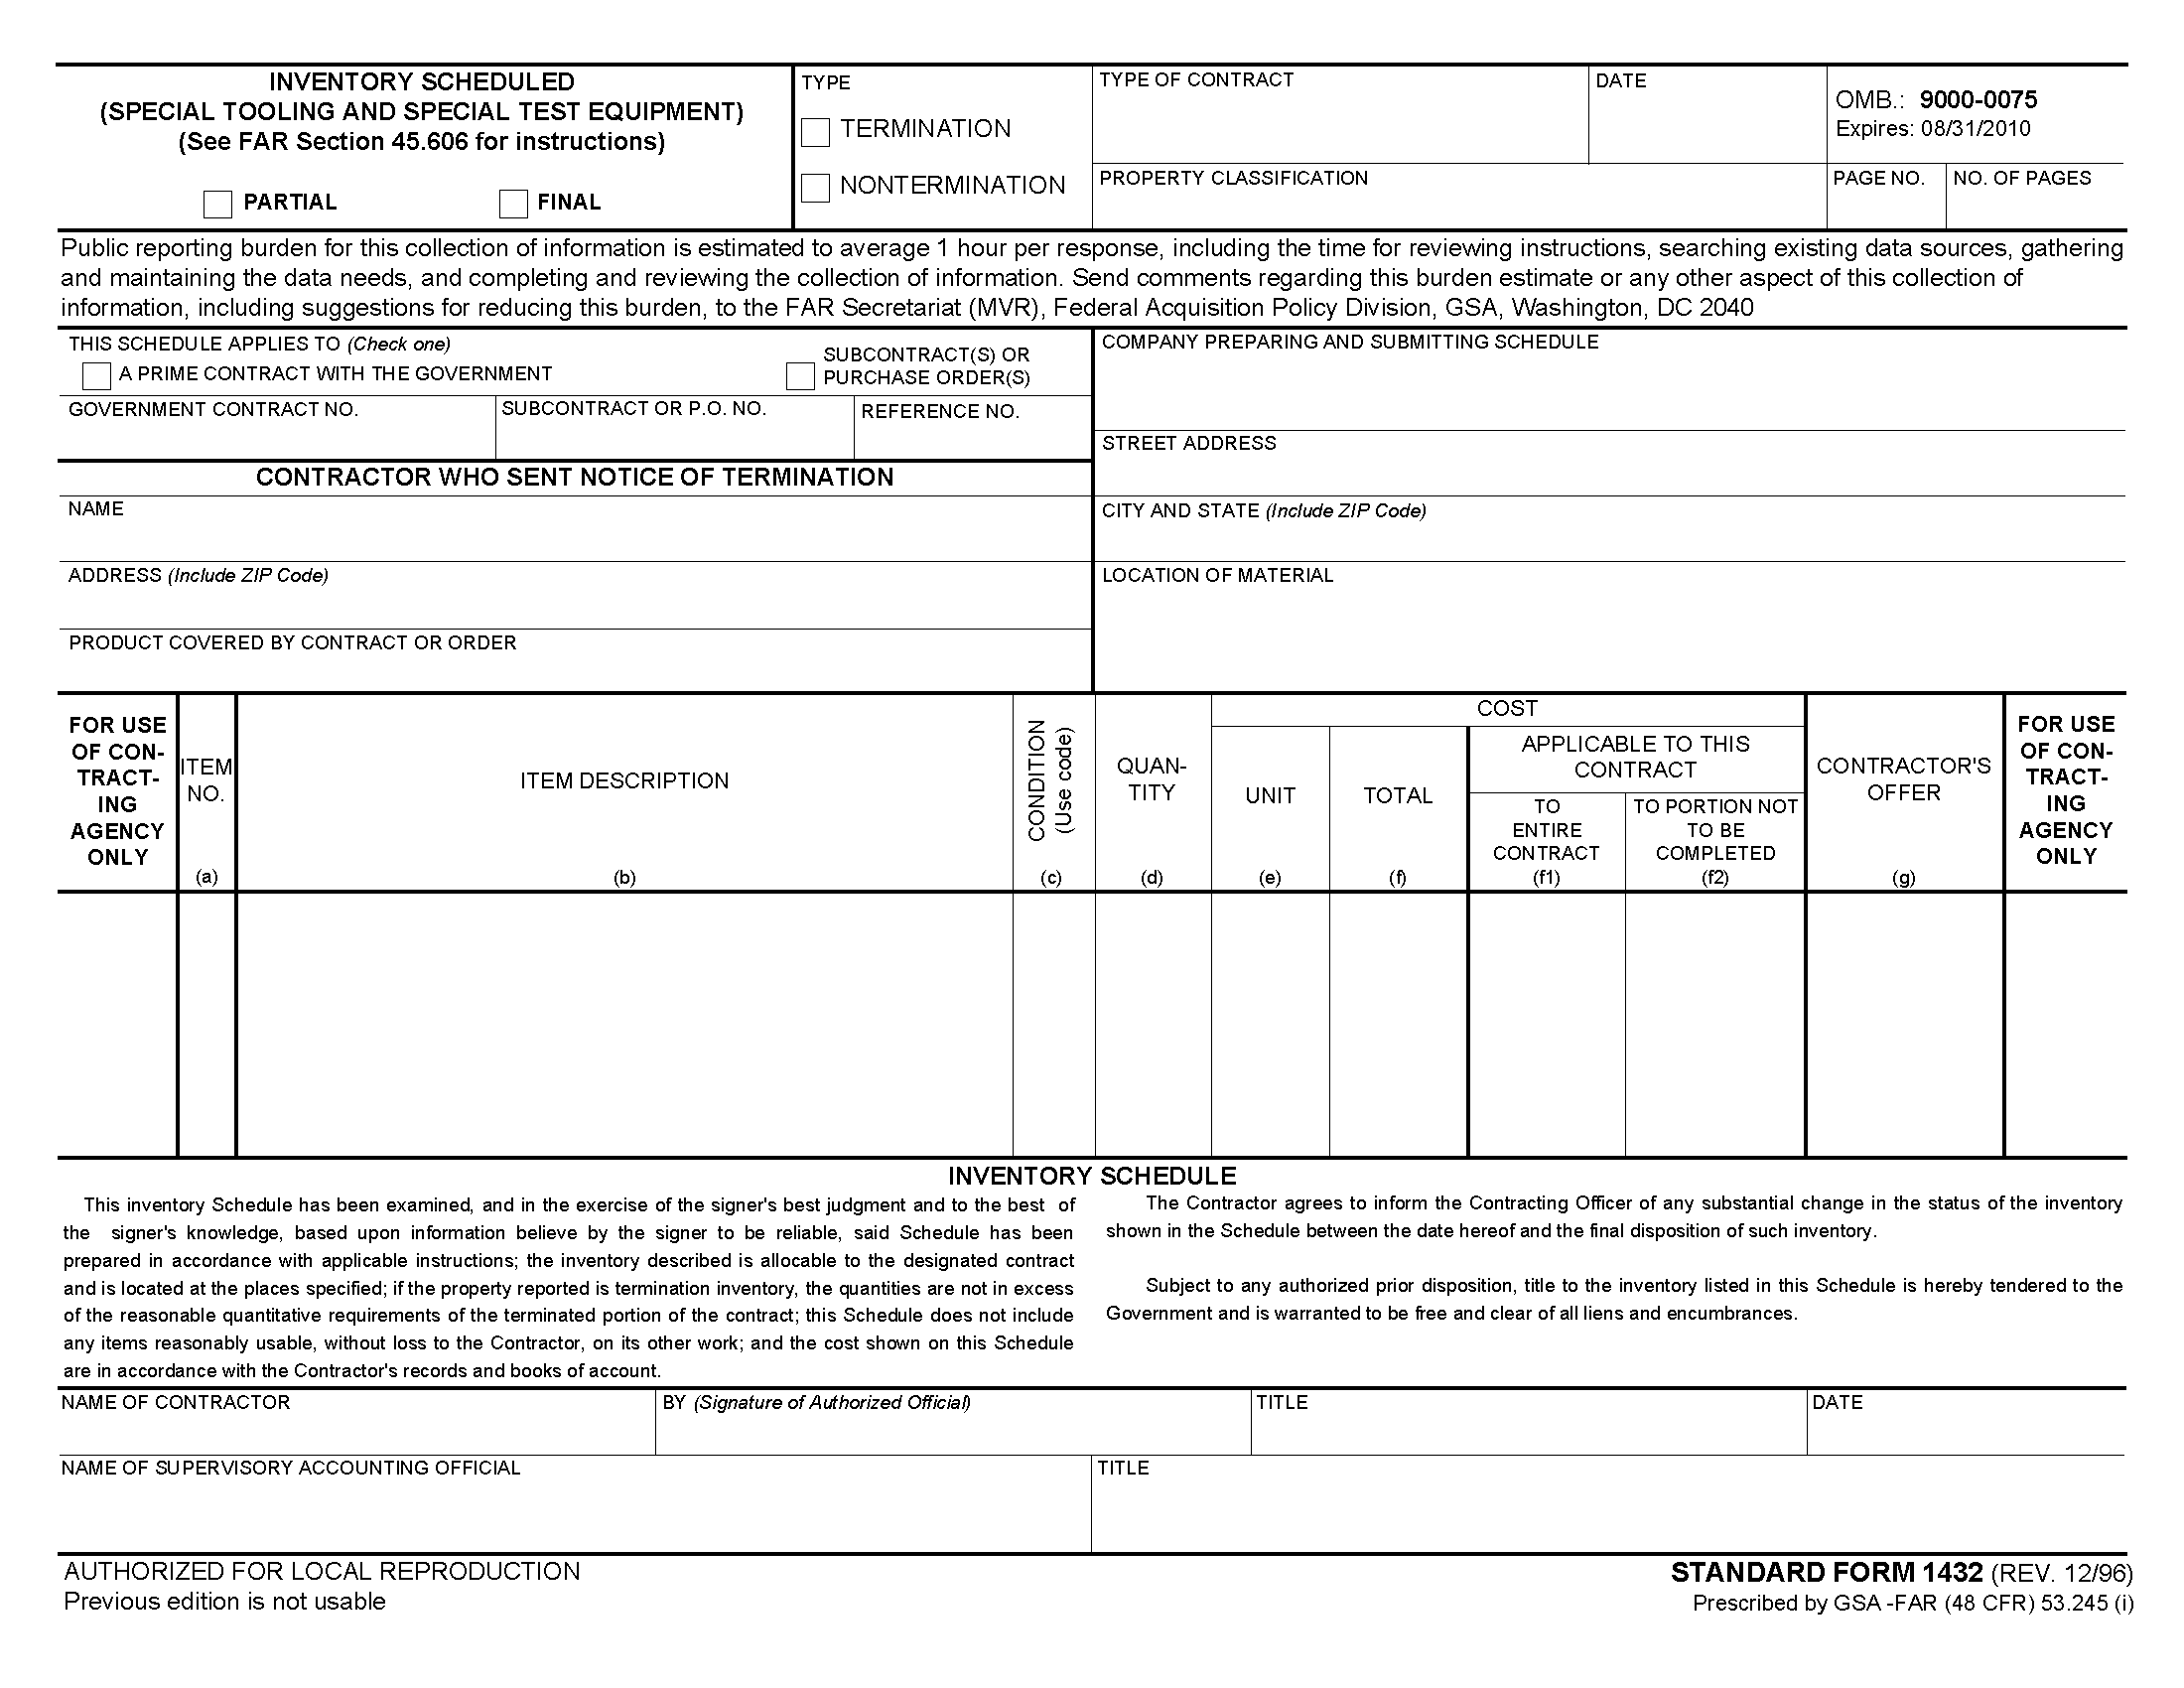 INVENTORY SCHEDULED
(SPECIAL TOOLING AND SPECIAL TEST EQUIPMENT)
(See FAR Section 45.606 for instructions)
PARTIAL
FINAL
TYPE
TERMINATION
NONTERMINATION
TYPE OF CONTRACT
DATE
OMB.: 9000-0075
Expires: 08/31/2010
PROPERTY CLASSIFICATION
PAGE NO.
NO. OF PAGES
Public reporting burden for this collection of information is estimated to average 1 hour per response, including the time for reviewing instructions, searching existing data sources, gathering
and maintaining the data needs, and completing and reviewing the collection of information. Send comments regarding this burden estimate or any other aspect of this collection of
information, including suggestions for reducing this burden, to the FAR Secretariat (MVR), Federal Acquisition Policy Division, GSA, Washington, DC 2040
THIS SCHEDULE APPLIES TO (Check one)
A PRIME CONTRACT WITH THE GOVERNMENT
SUBCONTRACT(S) OR
PURCHASE ORDER(S)
GOVERNMENT CONTRACT NO.
SUBCONTRACT OR P.O. NO.
REFERENCE NO.
CONTRACTOR WHO SENT NOTICE OF TERMINATION
NAME
ADDRESS (Include ZIP Code)
PRODUCT COVERED BY CONTRACT OR ORDER
COMPANY PREPARING AND SUBMITTING SCHEDULE
STREET ADDRESS
CITY AND STATE (Include ZIP Code)
LOCATION OF MATERIAL
FOR USE
OF CON-
TRACT-
ING
AGENCY
ONLY
ITEM
NO.
(a)
ITEM DESCRIPTION
(b)
CONDITION
(Use code)
(c)
QUAN-
TITY
(d)
COST
UNIT
(e)
TOTAL
(f)
APPLICABLE TO THIS
CONTRACT
TO
ENTIRE
CONTRACT
(f1)
TO PORTION NOT
TO BE
COMPLETED
(f2)
CONTRACTOR'S
OFFER
(g)
FOR USE
OF CON-
TRACT-
ING
AGENCY
ONLY
INVENTORY SCHEDULE
This inventory Schedule has been examined, and in the exercise of the signer's best judgment and to the best of
the signer's knowledge, based upon information believe by the signer to be reliable, said Schedule has been
prepared in accordance with applicable instructions; the inventory described is allocable to the designated contract
and is located at the places specified; if the property reported is termination inventory, the quantities are not in excess
of the reasonable quantitative requirements of the terminated portion of the contract; this Schedule does not include
any items reasonably usable, without loss to the Contractor, on its other work; and the cost shown on this Schedule
are in accordance with the Contractor's records and books of account.
The Contractor agrees to inform the Contracting Officer of any substantial change in the status of the inventory
shown in the Schedule between the date hereof and the final disposition of such inventory.
Subject to any authorized prior disposition, title to the inventory listed in this Schedule is hereby tendered to the
Government and is warranted to be free and clear of all liens and encumbrances.
NAME OF CONTRACTOR
BY (Signature of Authorized Official)
TITLE
DATE
NAME OF SUPERVISORY ACCOUNTING OFFICIAL
TITLE
AUTHORIZED FOR LOCAL REPRODUCTION
Previous edition is not usable
STANDARD FORM 1432 (REV. 12/96)
Prescribed by GSA -FAR (48 CFR) 53.245 (i)